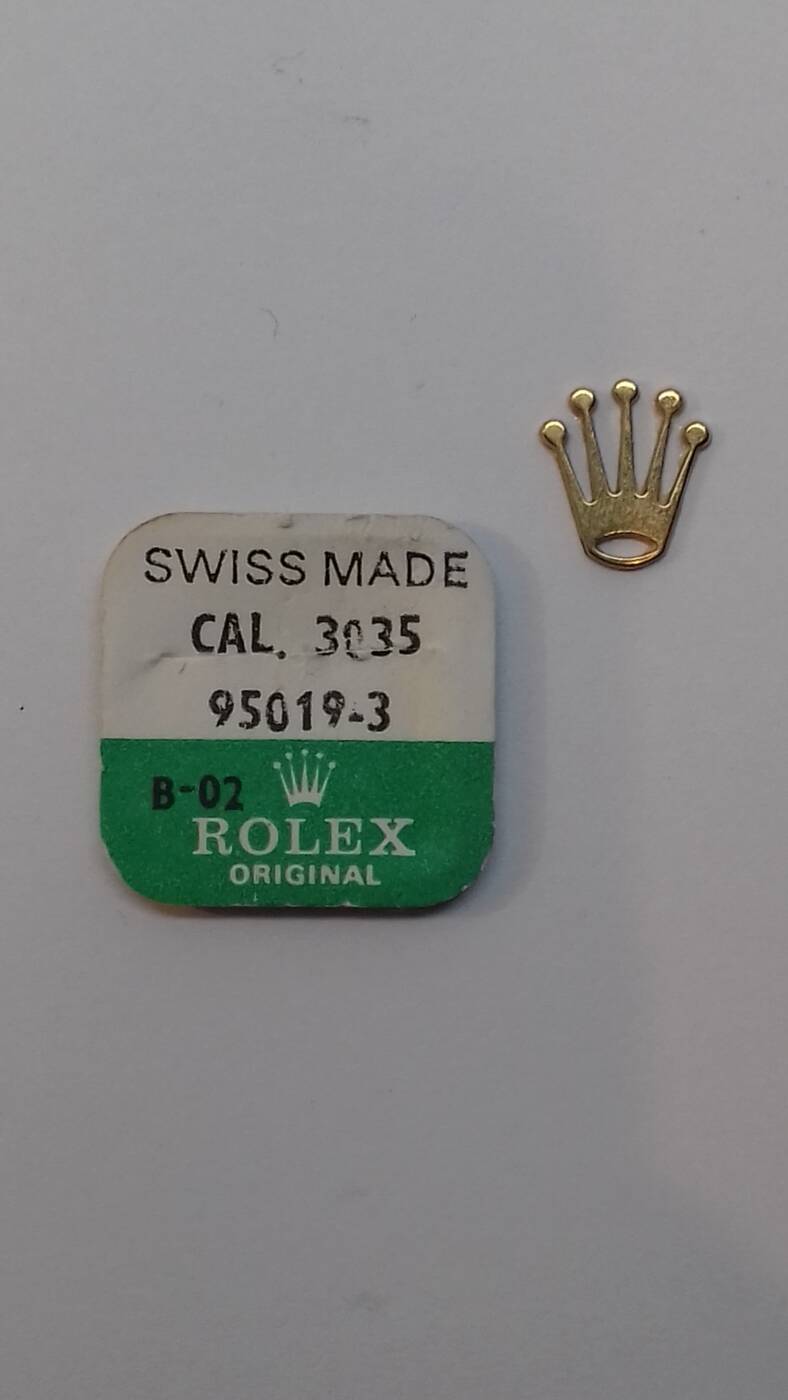 SWISS MADE
CAL. 3035
95019-3
B-02
ROLEX
ORIGINAL